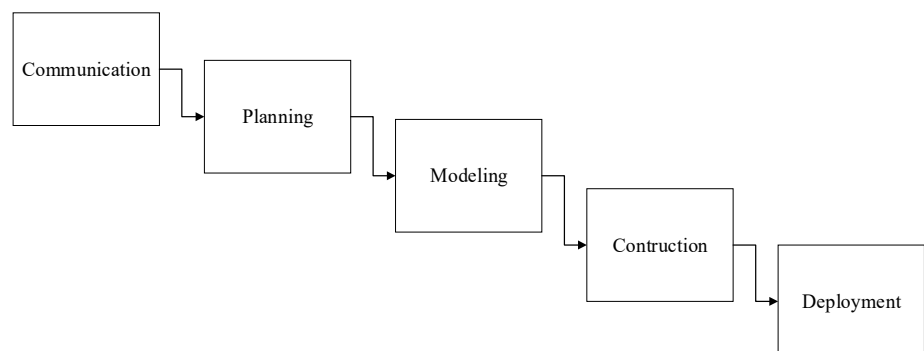 Communication
Planning
Modeling
Contruction
Deployment